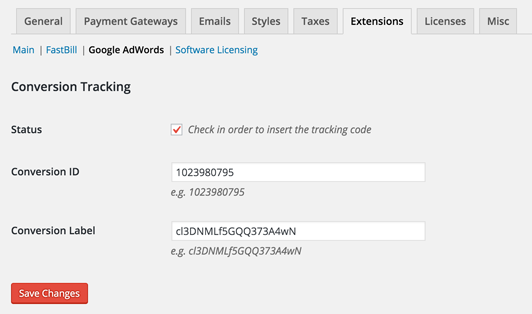 General Payment Gateways Emails Styles Taxes Extensions Licenses Misc
Main | FastBill | Google AdWords | Software Licensing
Conversion Tracking
Status Check in order to insert the tracking code
Conversion ID 1023980795
e.g. 1023980795
Conversion Label cl3DNMLf5GQQ373A4wN
e.g. cl3DNMLf5GQQ373A4wN
Save Changes